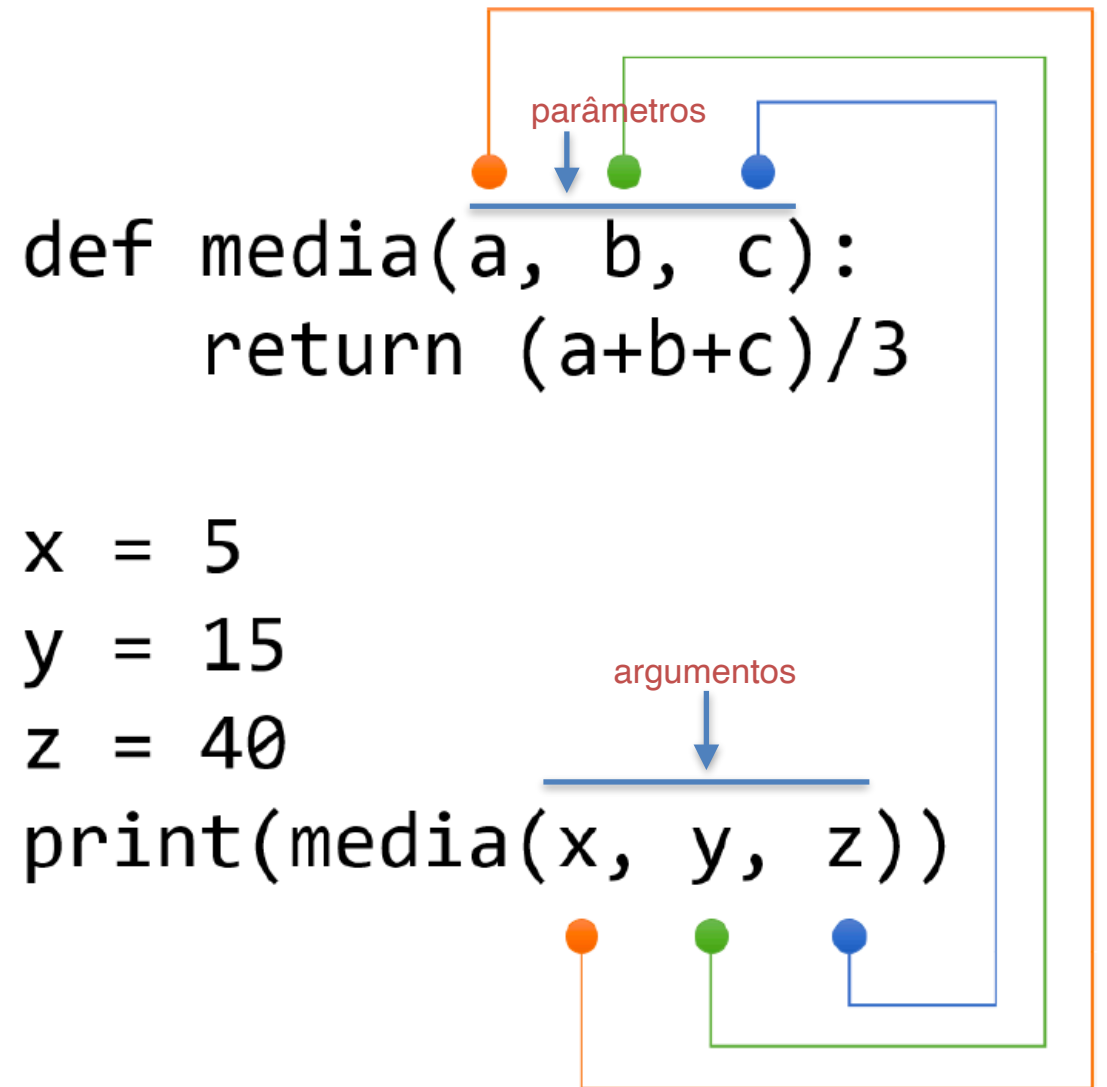 parâmetros
def media(a, b, c):
    return (a+b+c)/3
x = 5
y = 15
z = 40
argumentos
print(media(x, y, z))